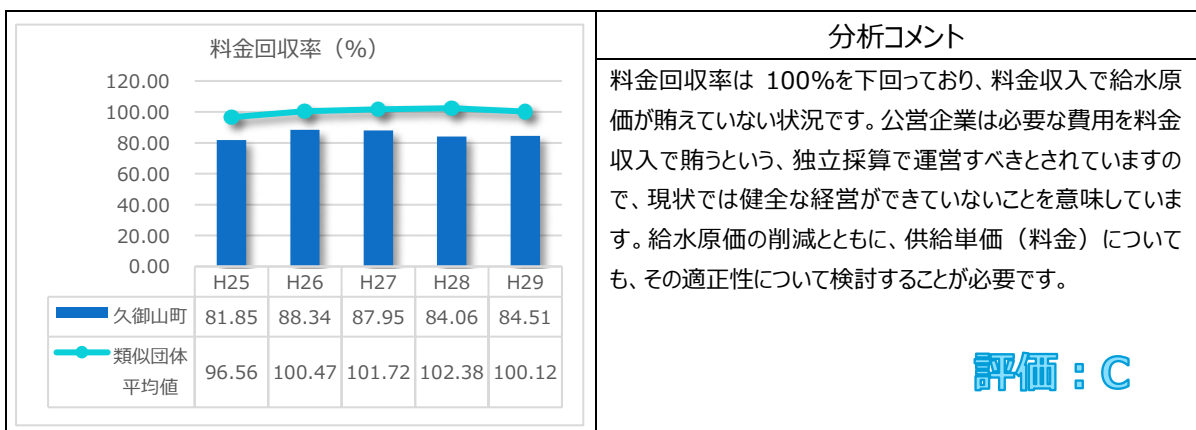 料金回収率（%）
120.00
100.00
80.00
60.00
40.00
20.00
0.00
H25 H26 H27 H28 H29
久御山町 81.85 88.34 87.95 84.06 84.51
類似団体
平均値 96.56 100.47 101.72 102.38 100.12
分析コメント
料金回収率は 100%を下回っており、料金収入で給水原
価が賄えていない状況です。公営企業は必要な費用を料金
収入で賄うという、独立採算で運営すべきとされていますの
で、現状では健全な経営ができていないことを意味していま
す。給水原価の削減とともに、供給単価（料金）について
も、その適正性について検討することが必要です。
評価：C